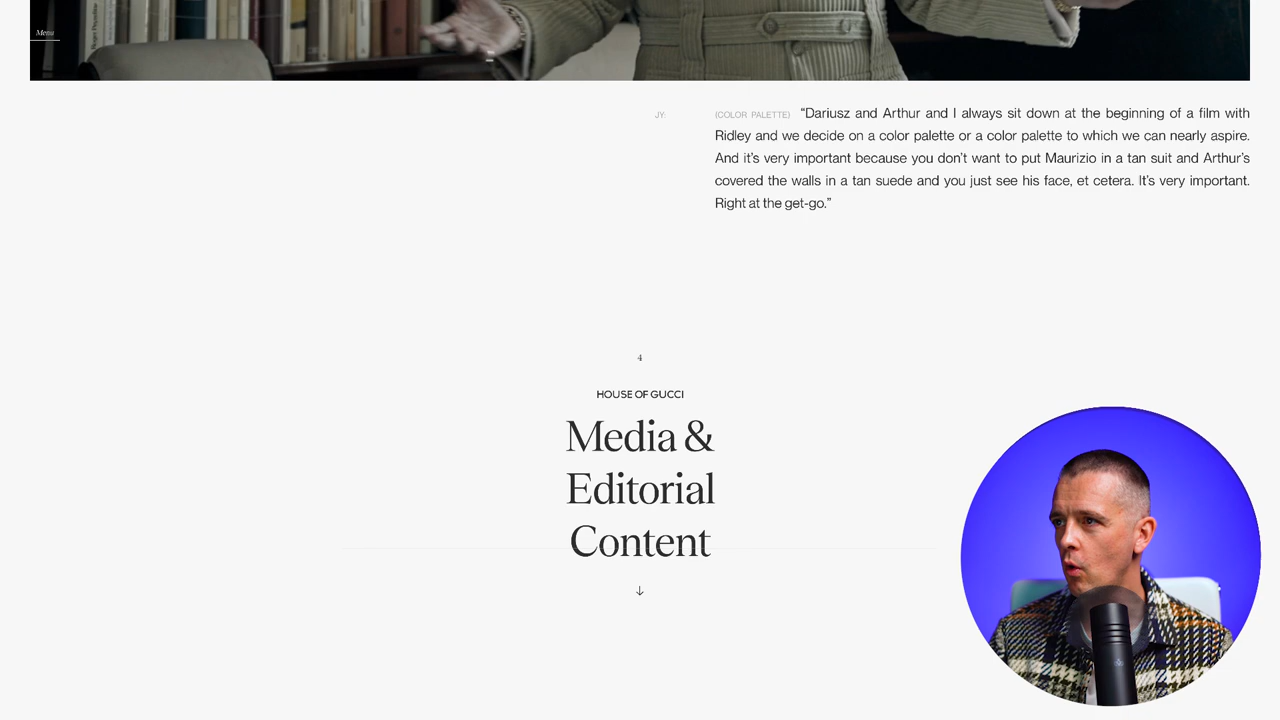 Menu
JY:
(COLOR PALETTE) “Dariusz and Arthur and I always sit down at the beginning of a film with
Ridley and we decide on a color palette or a color palette to which we can nearly aspire.
And it’s very important because you don’t want to put Maurizio in a tan suit and Arthur’s
covered the walls in a tan suede and you just see his face, et cetera. It’s very important.
Right at the get-go.”
4
HOUSE OF GUCCI
Media &
Editorial
Content